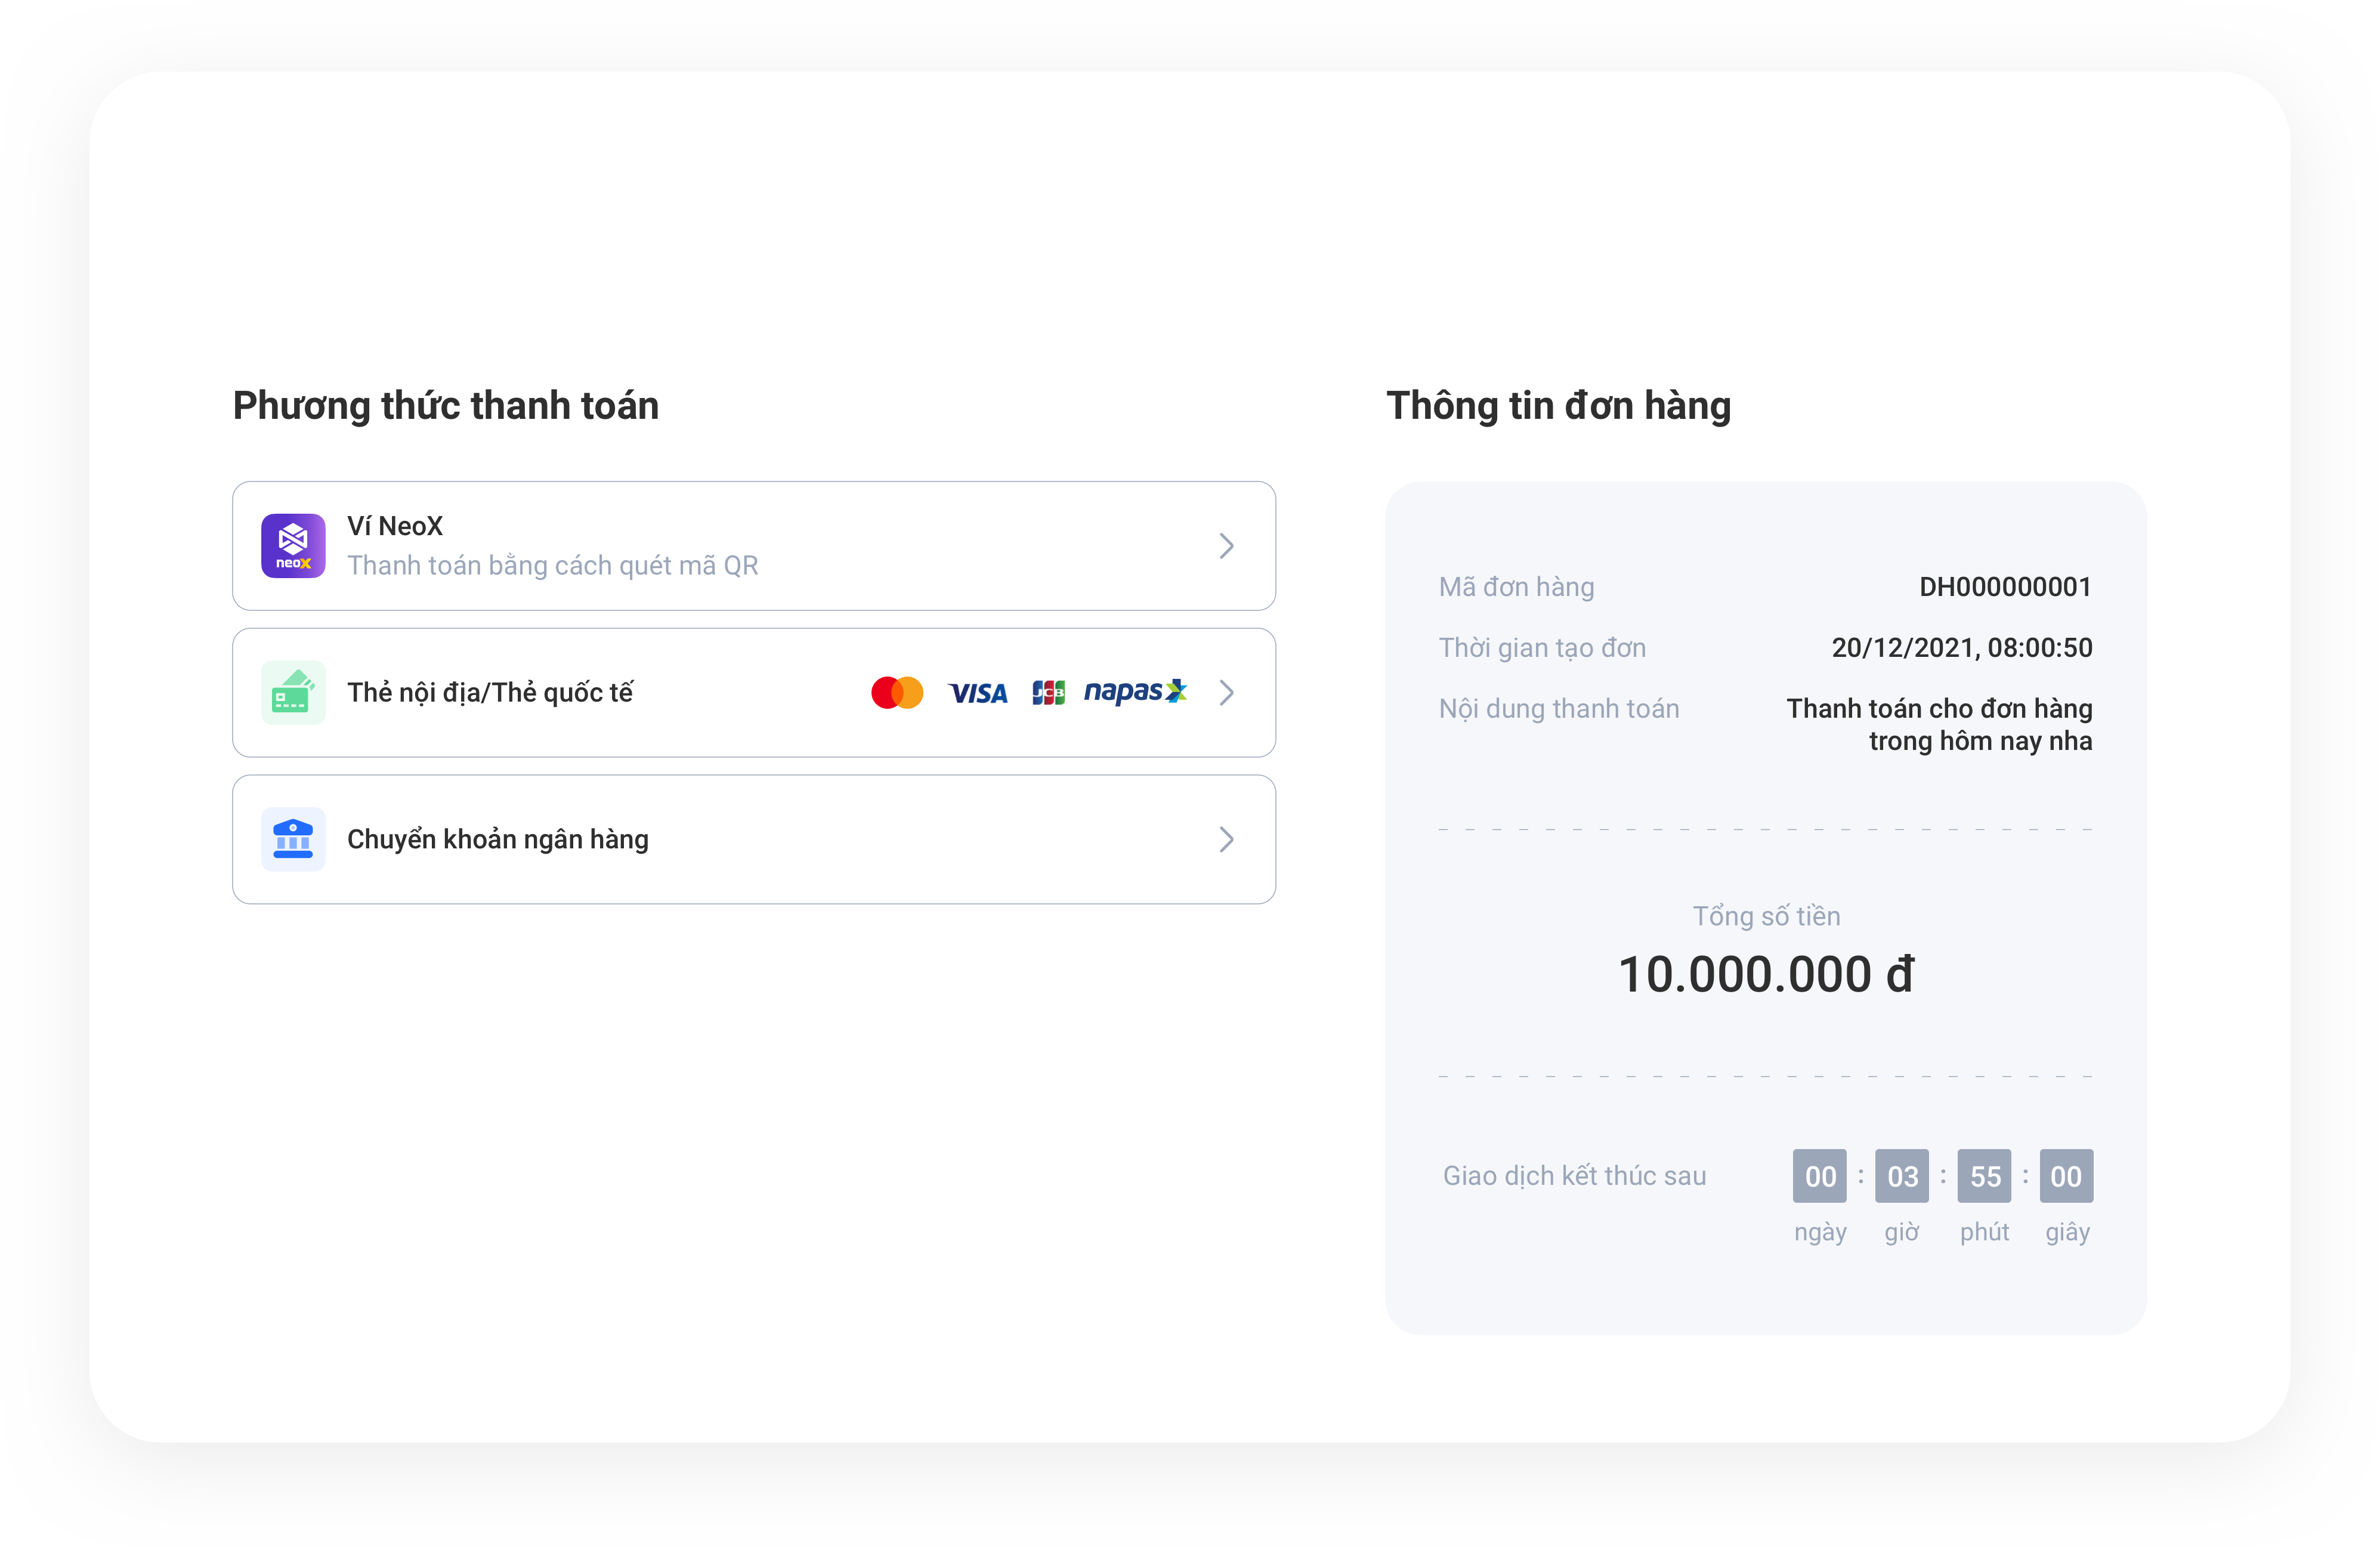 Phương thức thanh toán
neoX
Ví NeoX
Thanh toán bằng cách quét mã QR
Thẻ nội địa/Thẻ quốc tế
VISA
JCB
napas
Chuyển khoản ngân hàng
Thông tin đơn hàng
Mã đơn hàng DH000000001
Thời gian tạo đơn 20/12/2021, 08:00:50
Nội dung thanh toán Thanh toán cho đơn hàng
trong hôm nay nha
Tổng số tiền
10.000.000 đ
Giao dịch kết thúc sau 00 : 03 : 55 : 00
ngày giờ phút giây